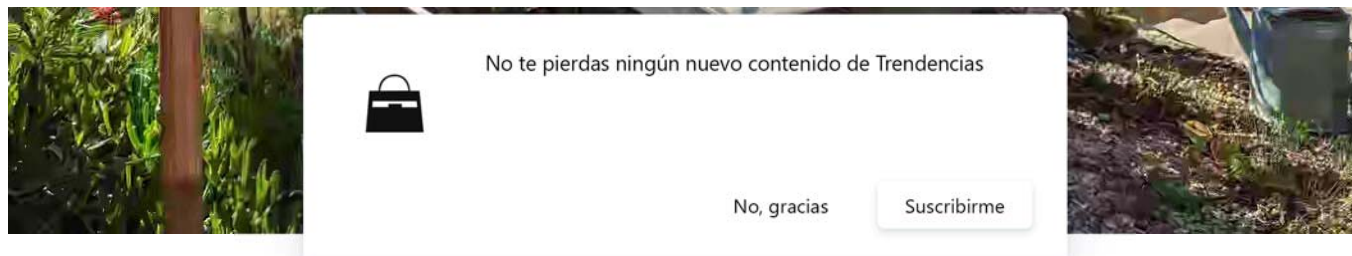 No te pierdas ningún nuevo contenido de Trendencias
No, gracias
Suscribirme